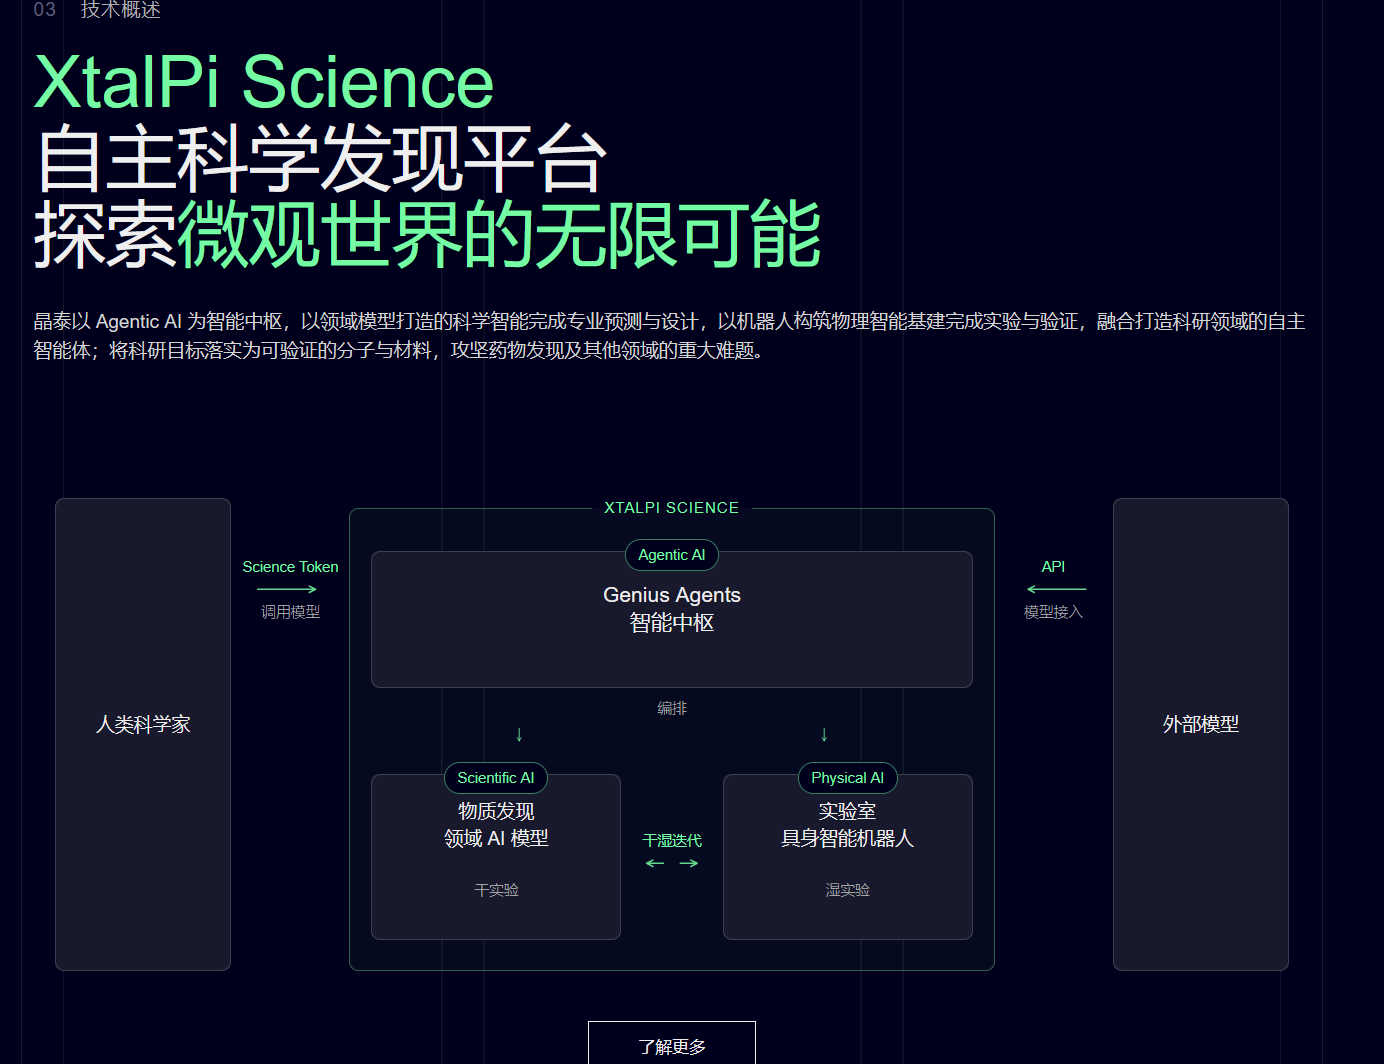 03 技术概述
XtalPi Science
自主科学发现平台
探索微观世界的无限可能
晶泰以 Agentic AI 为智能中枢，以领域模型打造的科学智能完成专业预测与设计，以机器人构筑物理智能基建完成实验与验证，融合打造科研领域的自主
智能体；将科研目标落实为可验证的分子与材料，攻坚药物发现及其他领域的重大难题。
XTALPI SCIENCE
Agentic AI
Genius Agents
智能中枢
Science Token
→
调用模型
API
←
模型接入
人类科学家
外部模型
编排
↓ ↓
Scientific AI
物质发现
领域 AI 模型
干实验
干湿迭代
← →
Physical AI
实验室
具身智能机器人
湿实验
了解更多